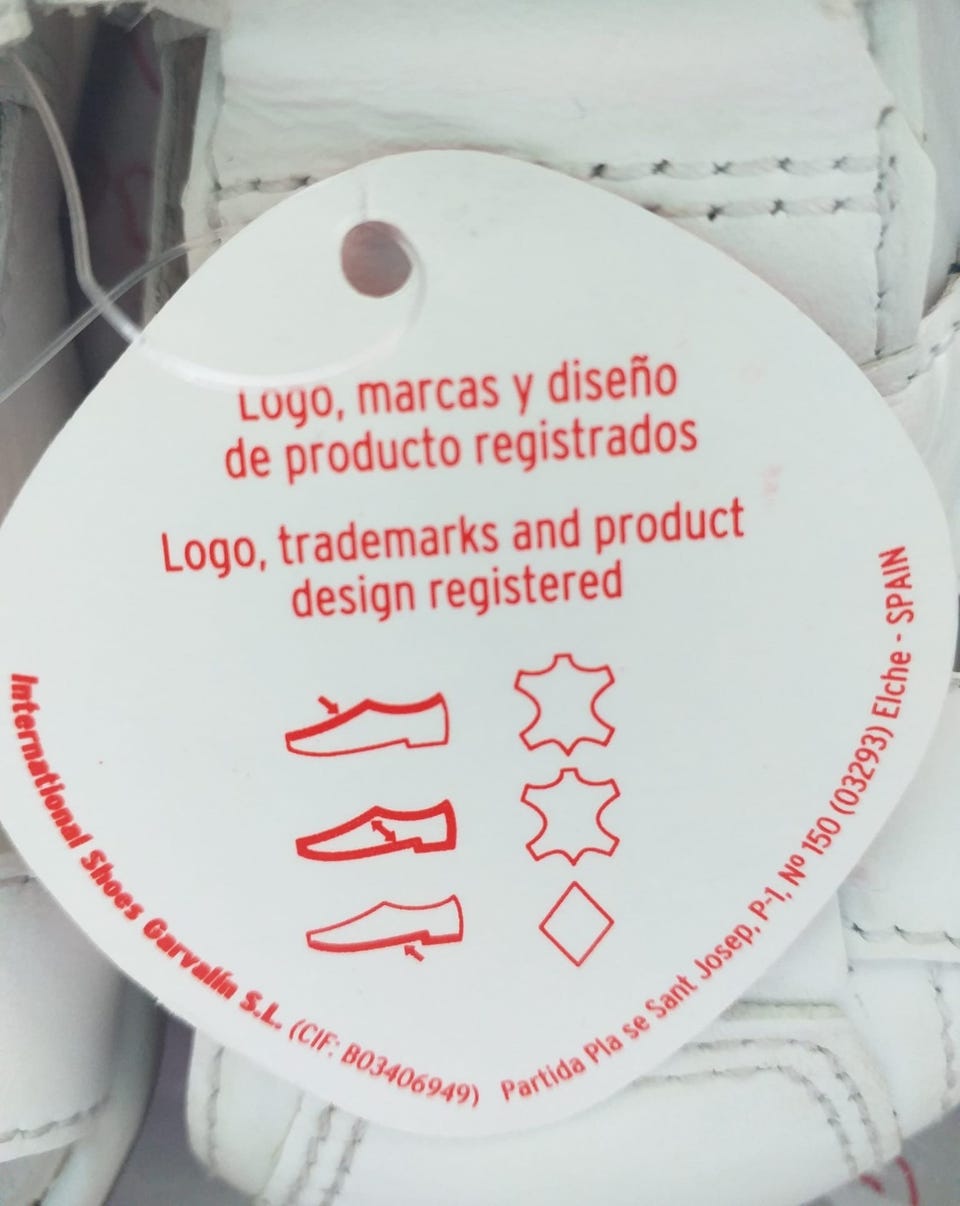 Logo, marcas y diseño
de producto registrados
Logo, trademarks and product
design registered
International Shoes Garvalín S.L. (CIF: B03406949)
Partida Pla se Sant Josep, P-1, Nº 150 (03293) Elche - SPAIN